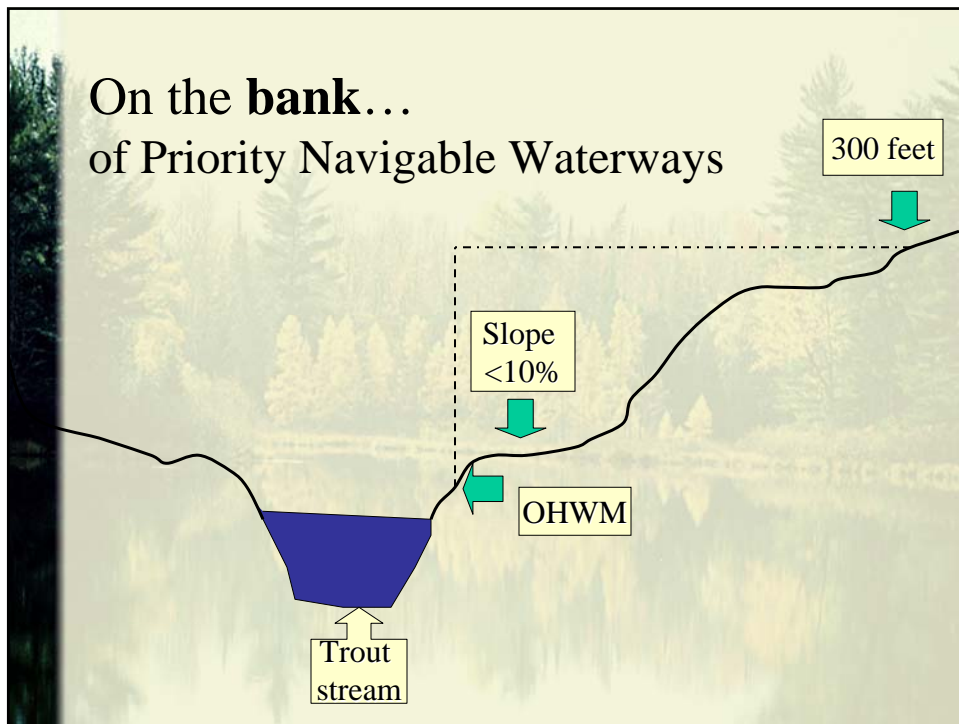 On the bank…
of Priority Navigable Waterways
300 feet
Slope
<10%
OHWM
Trout
stream